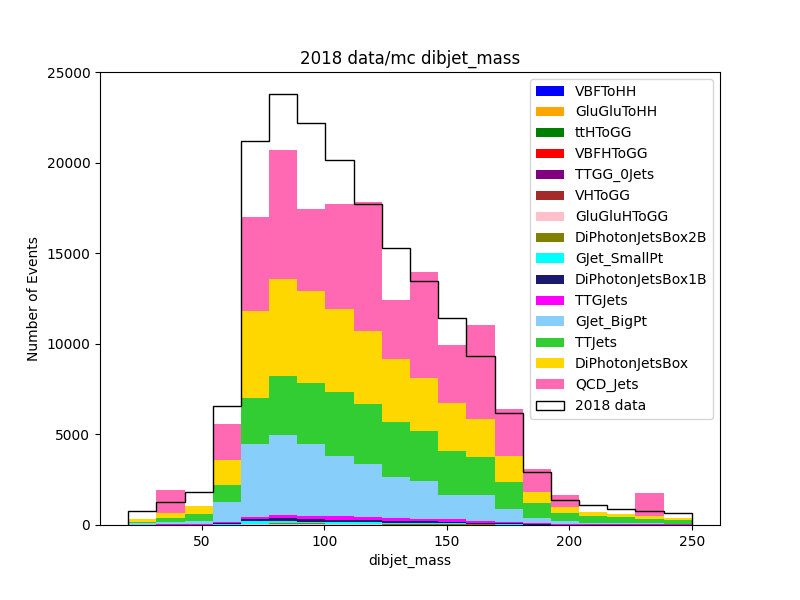 2018 data/mc dibjet_mass
25000
20000
15000
10000
5000
0
Number of Events
50
100
150
200
250
dibjet_mass
VBFToHH
GluGluToHH
ttHToGG
VBFHToGG
TTGG_0Jets
VHToGG
GluGluHToGG
DiPhotonJetsBox2B
GJet_SmallPt
DiPhotonJetsBox1B
TTGJets
GJet_BigPt
TTJets
DiPhotonJetsBox
QCD_Jets
2018 data